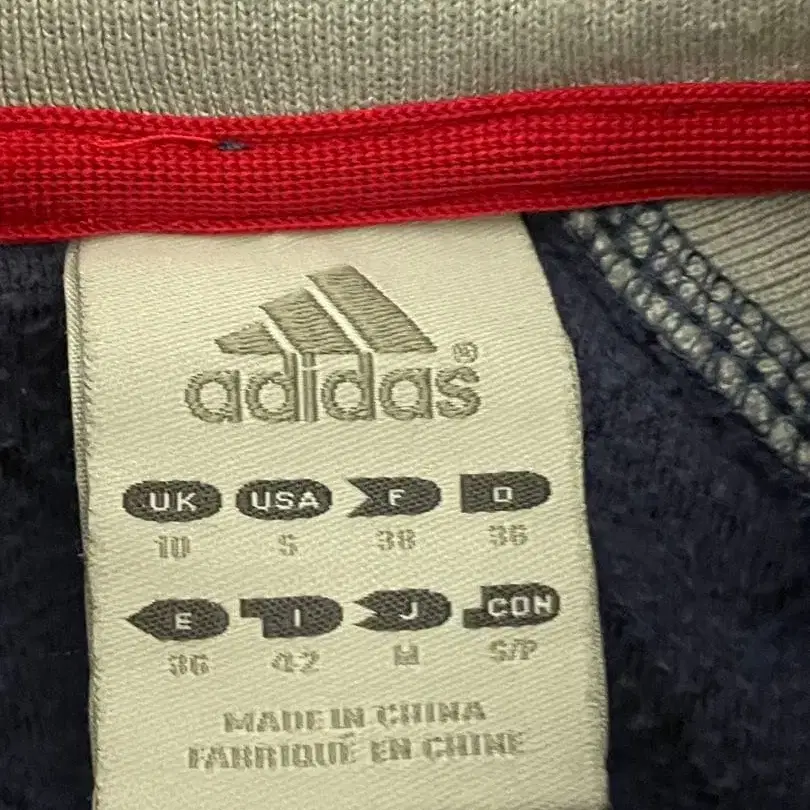 adidas®
UK USA F D
10 S 38 36
E I J CON
36 42 M S/P
MADE IN CHINA
FABRIQUÉ EN CHINE